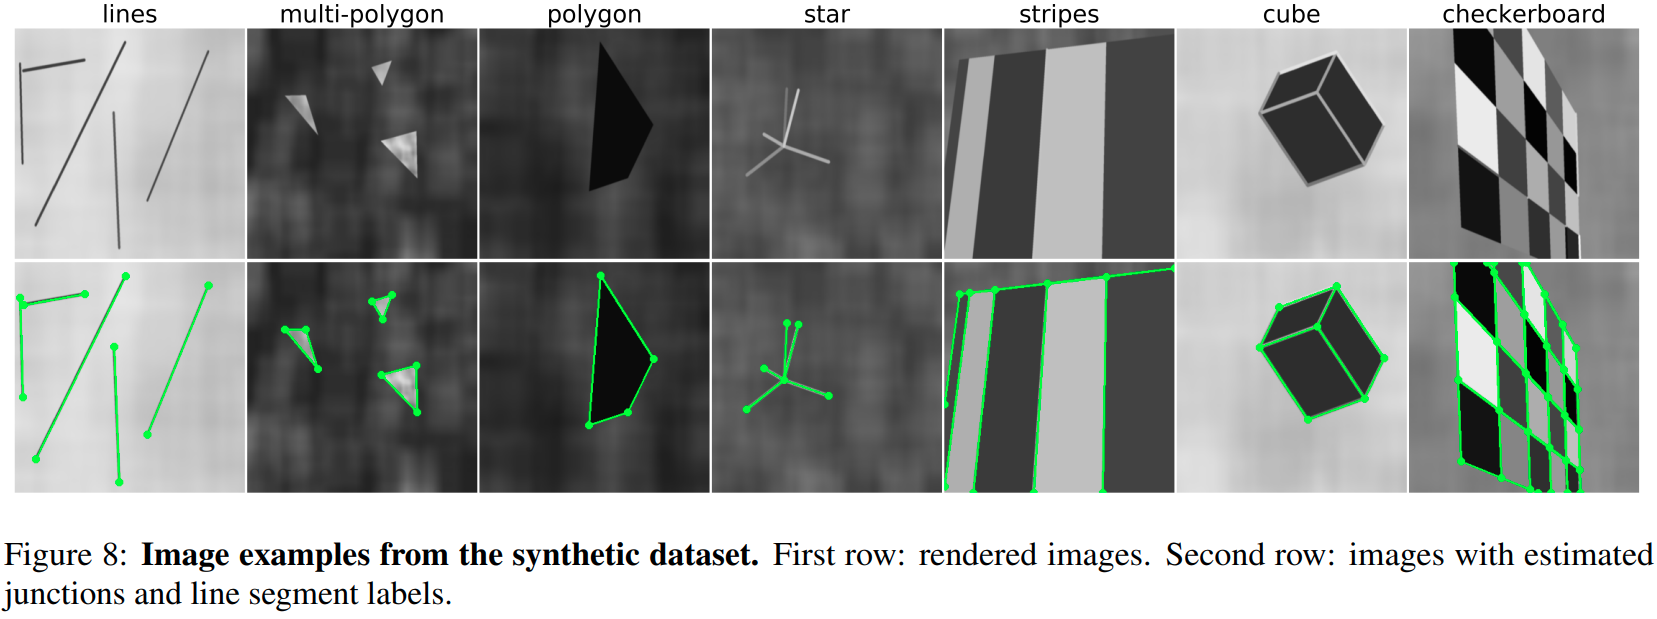 lines multi-polygon polygon star stripes cube checkerboard
Figure 8: Image examples from the synthetic dataset. First row: rendered images. Second row: images with estimated
junctions and line segment labels.